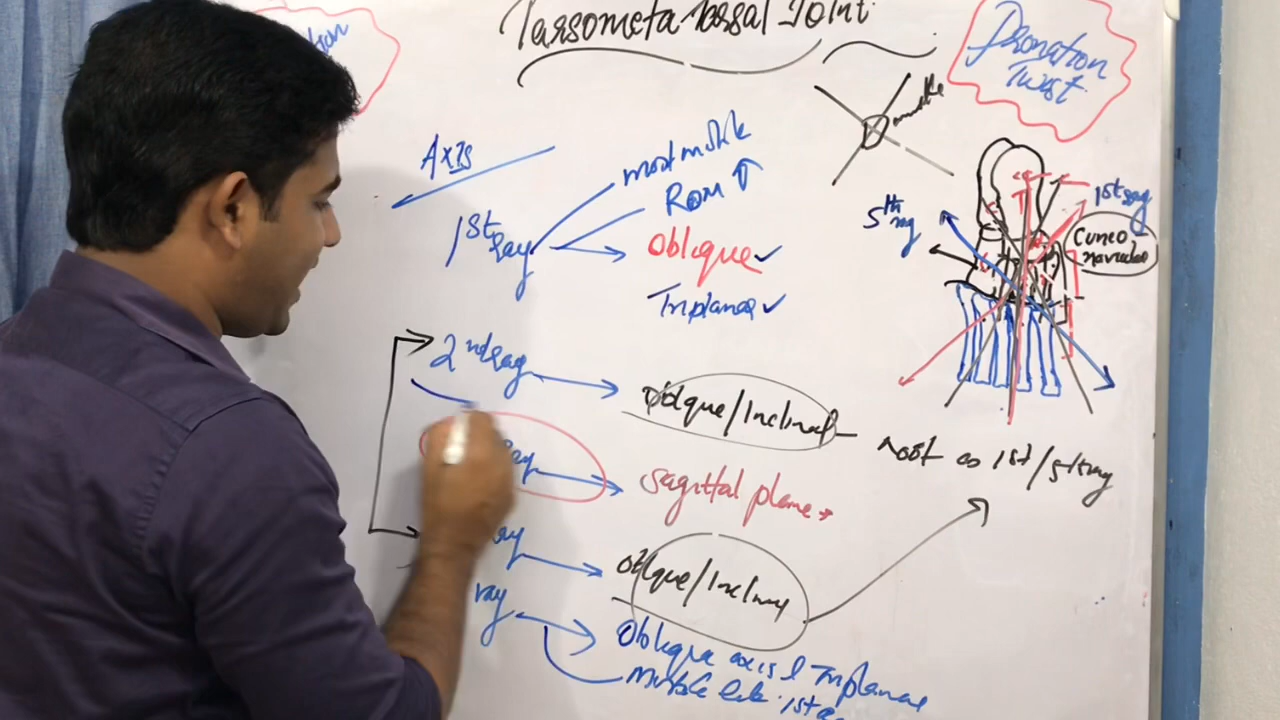 Tarsometatarsal Joint
Pronation
Twist
Axis
most mobile
ROM ↑
1st Ray
oblique ✓
Triplanar ✓
5th ray
1st ray
Cuneo
navicular
2nd ray
oblique/Inclined
not as 1st/5th ray
sagittal plane
oblique/Inclined
ray
oblique axis & Triplanar
mobile like 1st